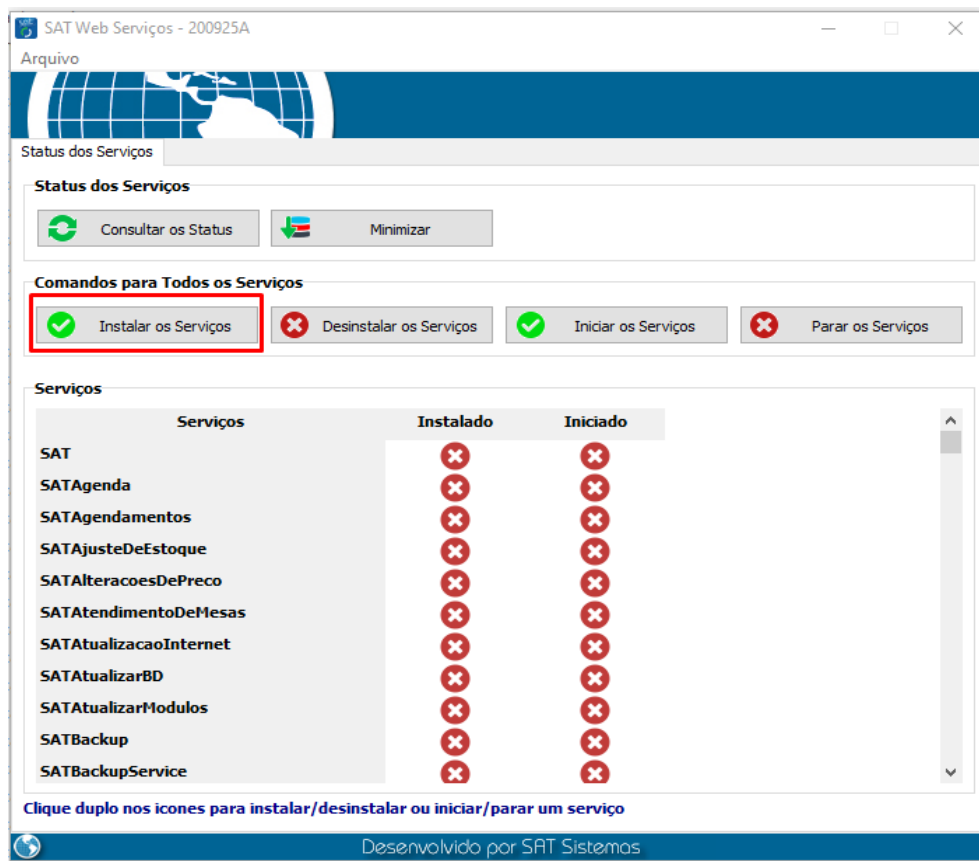 SAT Web Serviços - 200925A
Arquivo
Status dos Serviços
Status dos Serviços
Consultar os Status Minimizar
Comandos para Todos os Serviços
Instalar os Serviços Desinstalar os Serviços Iniciar os Serviços Parar os Serviços
Serviços
Serviços Instalado Iniciado
SAT
SATAgenda
SATAgendamentos
SATAjusteDeEstoque
SATAlteracoesDePreco
SATAtendimentoDeMesas
SATAtualizacaoInternet
SATAtualizarBD
SATAtualizarModulos
SATBackup
SATBackupService
Clique duplo nos icones para instalar/desinstalar ou iniciar/parar um serviço
Desenvolvido por SAT Sistemas